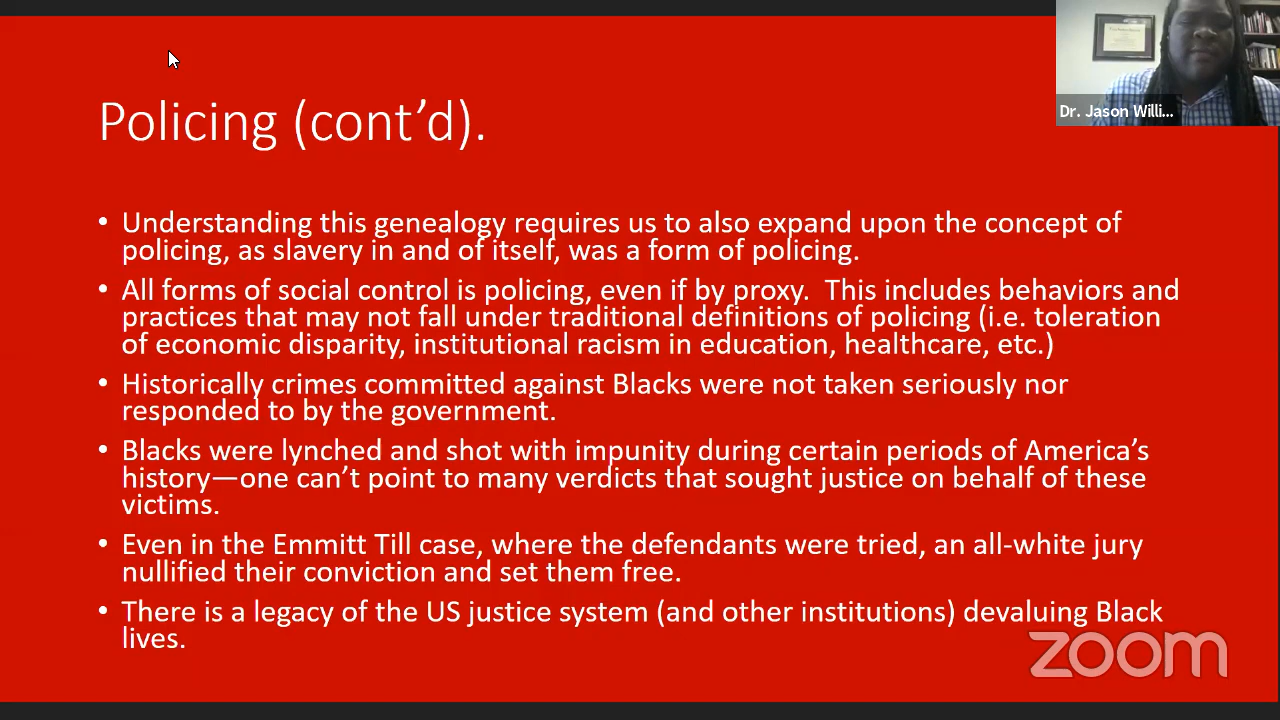 Policing (cont’d).
Dr. Jason Willi...
• Understanding this genealogy requires us to also expand upon the concept of
policing, as slavery in and of itself, was a form of policing.
• All forms of social control is policing, even if by proxy.  This includes behaviors and
practices that may not fall under traditional definitions of policing (i.e. toleration
of economic disparity, institutional racism in education, healthcare, etc.)
• Historically crimes committed against Blacks were not taken seriously nor
responded to by the government.
• Blacks were lynched and shot with impunity during certain periods of America’s
history—one can’t point to many verdicts that sought justice on behalf of these
victims.
• Even in the Emmitt Till case, where the defendants were tried, an all-white jury
nullified their conviction and set them free.
• There is a legacy of the US justice system (and other institutions) devaluing Black
lives.
zoom